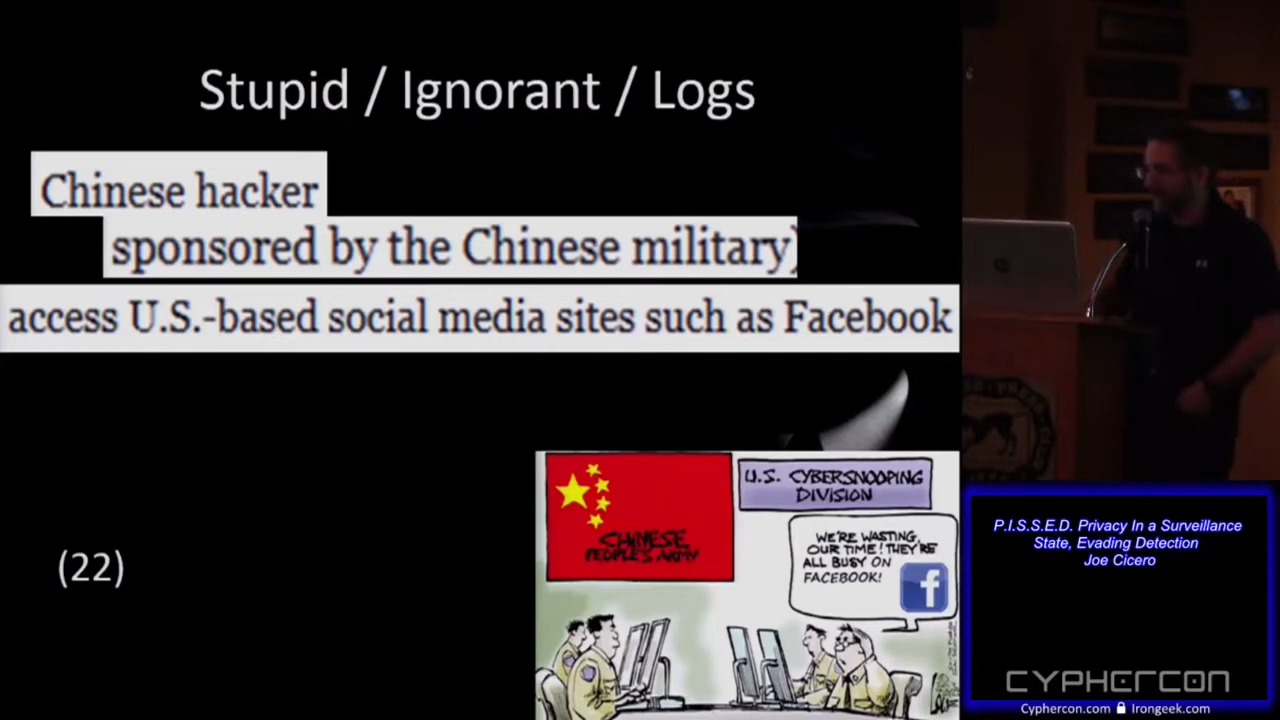 Stupid / Ignorant / Logs
Chinese hacker
sponsored by the Chinese military)
access U.S.-based social media sites such as Facebook
(22)
CHINESE
PEOPLE'S ARMY
U.S. CYBERSNOOPING
DIVISION
WE'RE WASTING
OUR TIME! THEY'RE
ALL BUSY ON
FACEBOOK!
f
P.I.S.S.E.D. Privacy In a Surveillance
State, Evading Detection
Joe Cicero
CYPHERCON
Cyphercon.com Irongeek.com